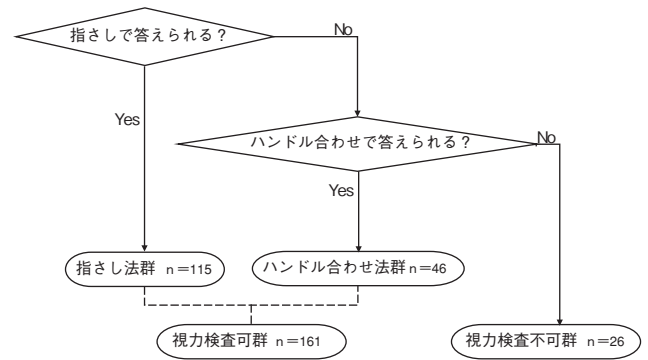 指さしで答えられる？
No
Yes
ハンドル合わせで答えられる？
No
Yes
指さし法群 n＝115
ハンドル合わせ法群 n＝46
視力検査可群 n＝161
視力検査不可群 n＝26